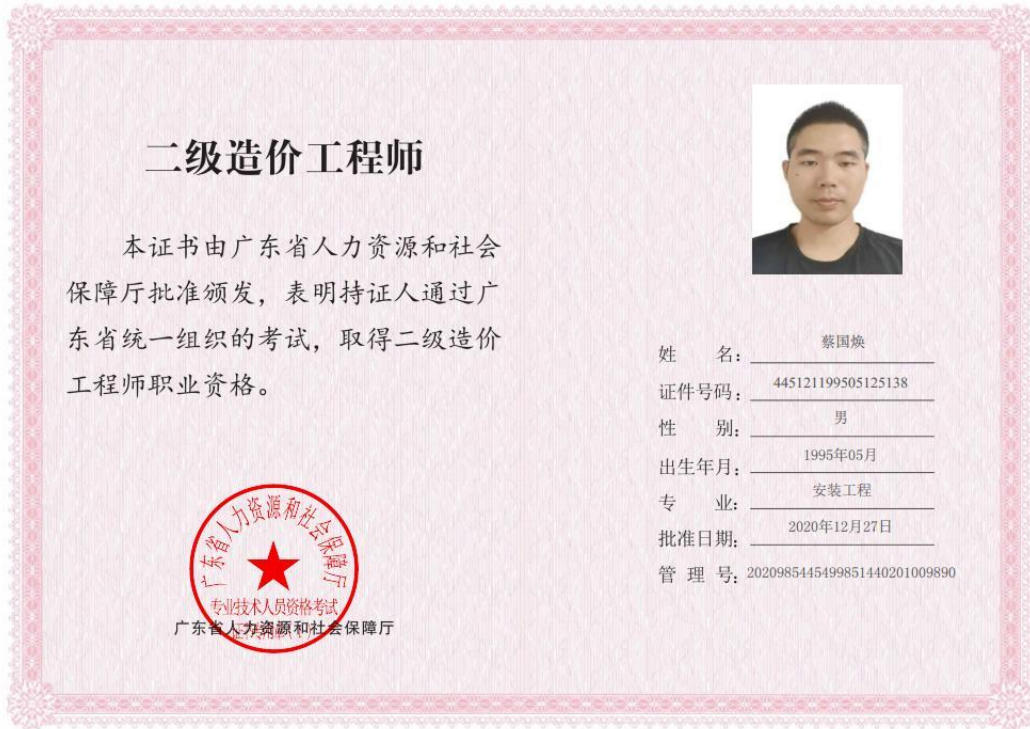 二级造价工程师
本证书由广东省人力资源和社会
保障厅批准颁发，表明持证人通过广
东省统一组织的考试，取得二级造价
工程师职业资格。
姓 名：蔡国焕
证件号码：445121199505125138
性 别：男
出生年月：1995年05月
专 业：安装工程
批准日期：2020年12月27日
管 理 号：20209854454998514402010​09890
广东省人力资源和社会保障厅
专业技术人员资格考试
广东省人力资源和社会保障厅